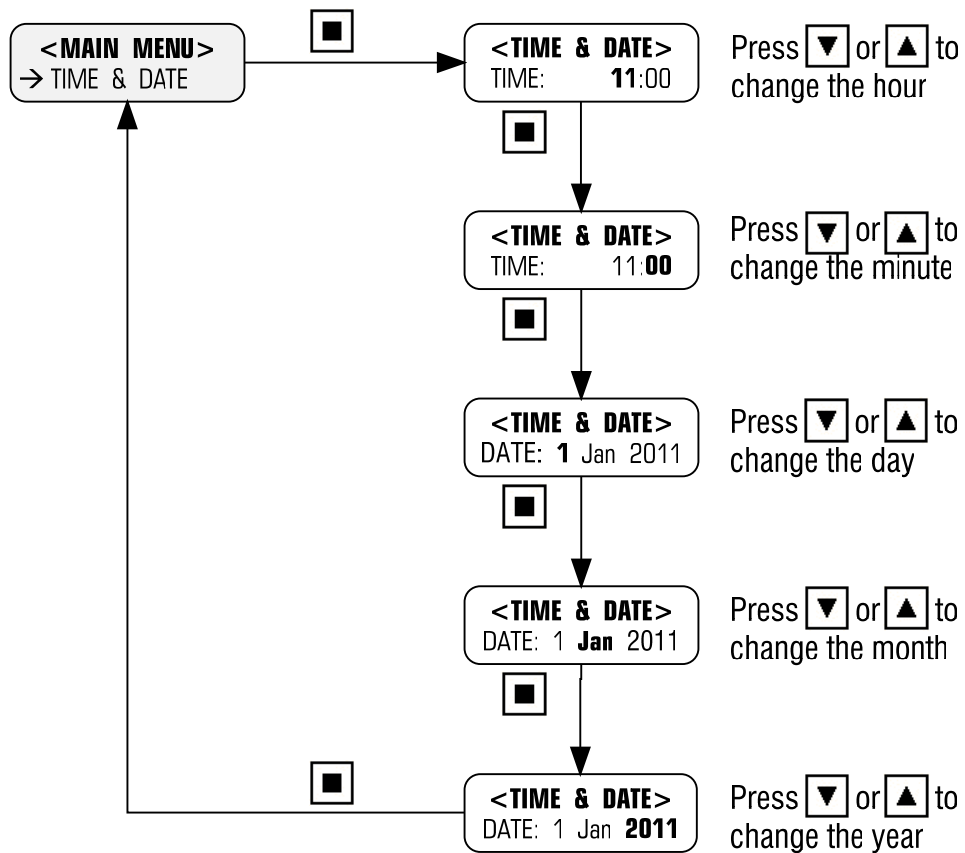 <MAIN MENU>
→ TIME & DATE
<TIME & DATE>
TIME: 11:00
Press ▼ or ▲ to
change the hour
<TIME & DATE>
TIME: 11:00
Press ▼ or ▲ to
change the minute
<TIME & DATE>
DATE: 1 Jan 2011
Press ▼ or ▲ to
change the day
<TIME & DATE>
DATE: 1 Jan 2011
Press ▼ or ▲ to
change the month
<TIME & DATE>
DATE: 1 Jan 2011
Press ▼ or ▲ to
change the year